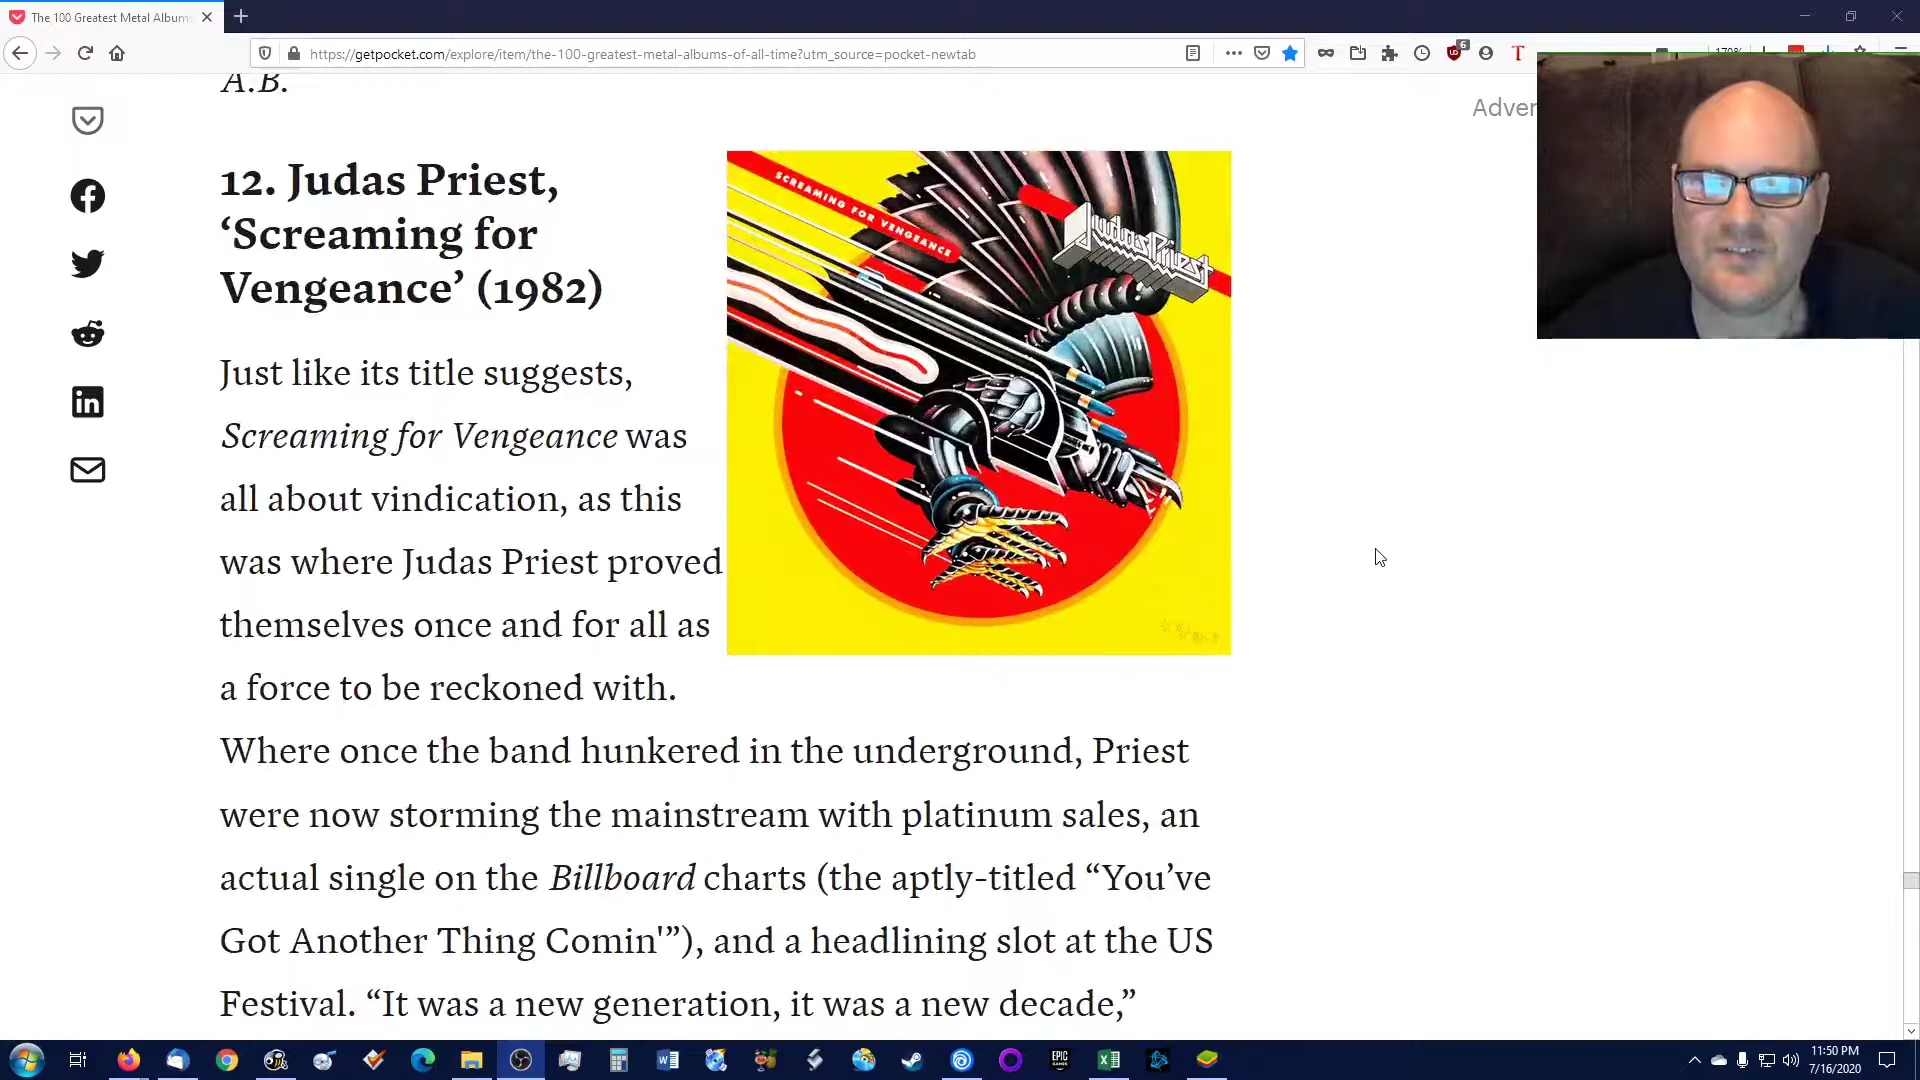 The 100 Greatest Metal Albums
https://getpocket.com/explore/item/the-100-greatest-metal-albums-of-all-time?utm_source=pocket-newtab
6
170%
A.B.
Adver
12. Judas Priest,
‘Screaming for
Vengeance’ (1982)
SCREAMING FOR VENGEANCE
Judas Priest
Just like its title suggests,
Screaming for Vengeance was
all about vindication, as this
was where Judas Priest proved
themselves once and for all as
a force to be reckoned with.
Where once the band hunkered in the underground, Priest
were now storming the mainstream with platinum sales, an
actual single on the Billboard charts (the aptly-titled “You’ve
Got Another Thing Comin'”), and a headlining slot at the US
Festival. “It was a new generation, it was a new decade,”
EPIC
GAMES
11:50 PM
7/16/2020